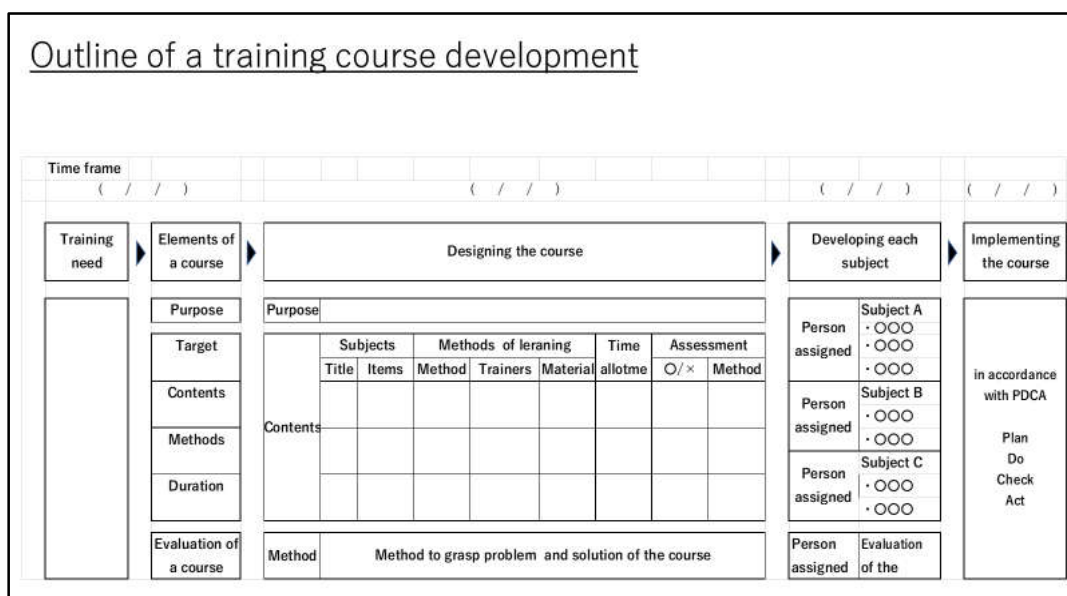 Outline of a training course development
Time frame
( / / ) ( / / ) ( / / ) ( / / )
Training need
Elements of a course
Designing the course
Developing each subject
Implementing the course
Purpose
Target
Contents
Methods
Duration
Evaluation of a course
Purpose
Contents
Subjects Methods of leraning Time allotme Assessment
Title Items Method Trainers Material O/× Method
Method Method to grasp problem and solution of the course
Person assigned
Subject A
・OOO
・OOO
・OOO
Person assigned
Subject B
・OOO
・OOO
Person assigned
Subject C
・OOO
・OOO
Person assigned
Evaluation of the
in accordance
with PDCA
Plan
Do
Check
Act